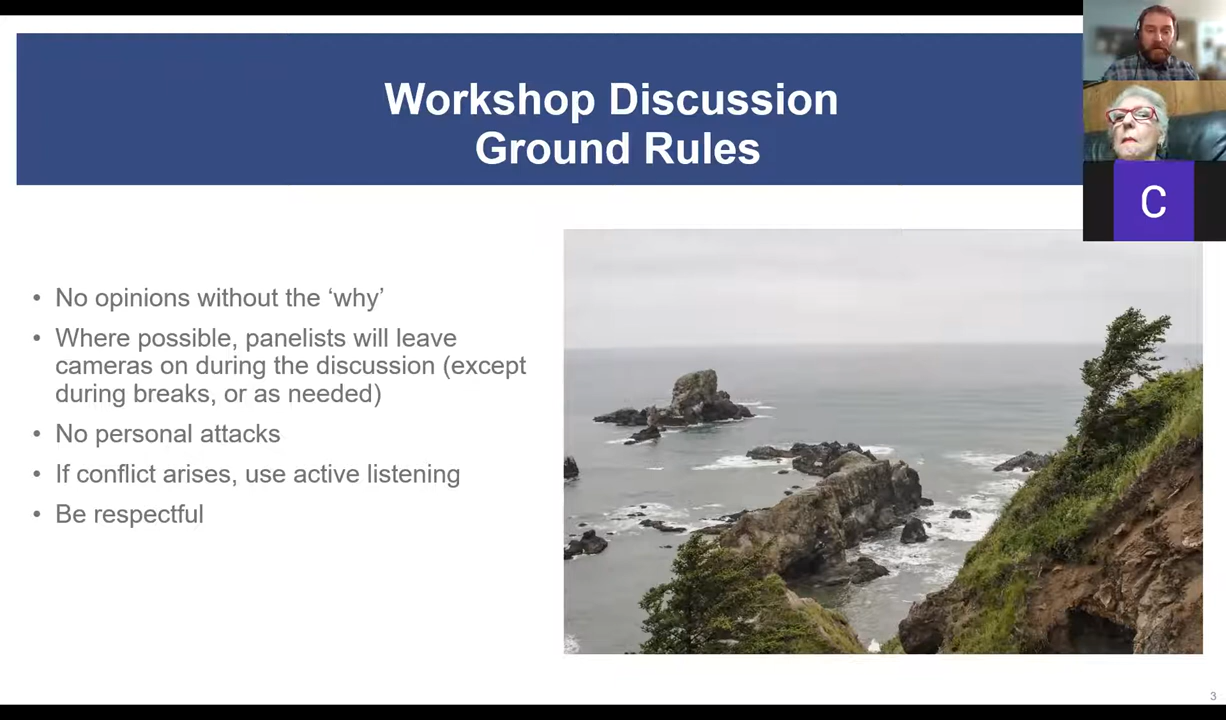 Workshop Discussion
Ground Rules
C
• No opinions without the ‘why’
• Where possible, panelists will leave
cameras on during the discussion (except
during breaks, or as needed)
• No personal attacks
• If conflict arises, use active listening
• Be respectful
3